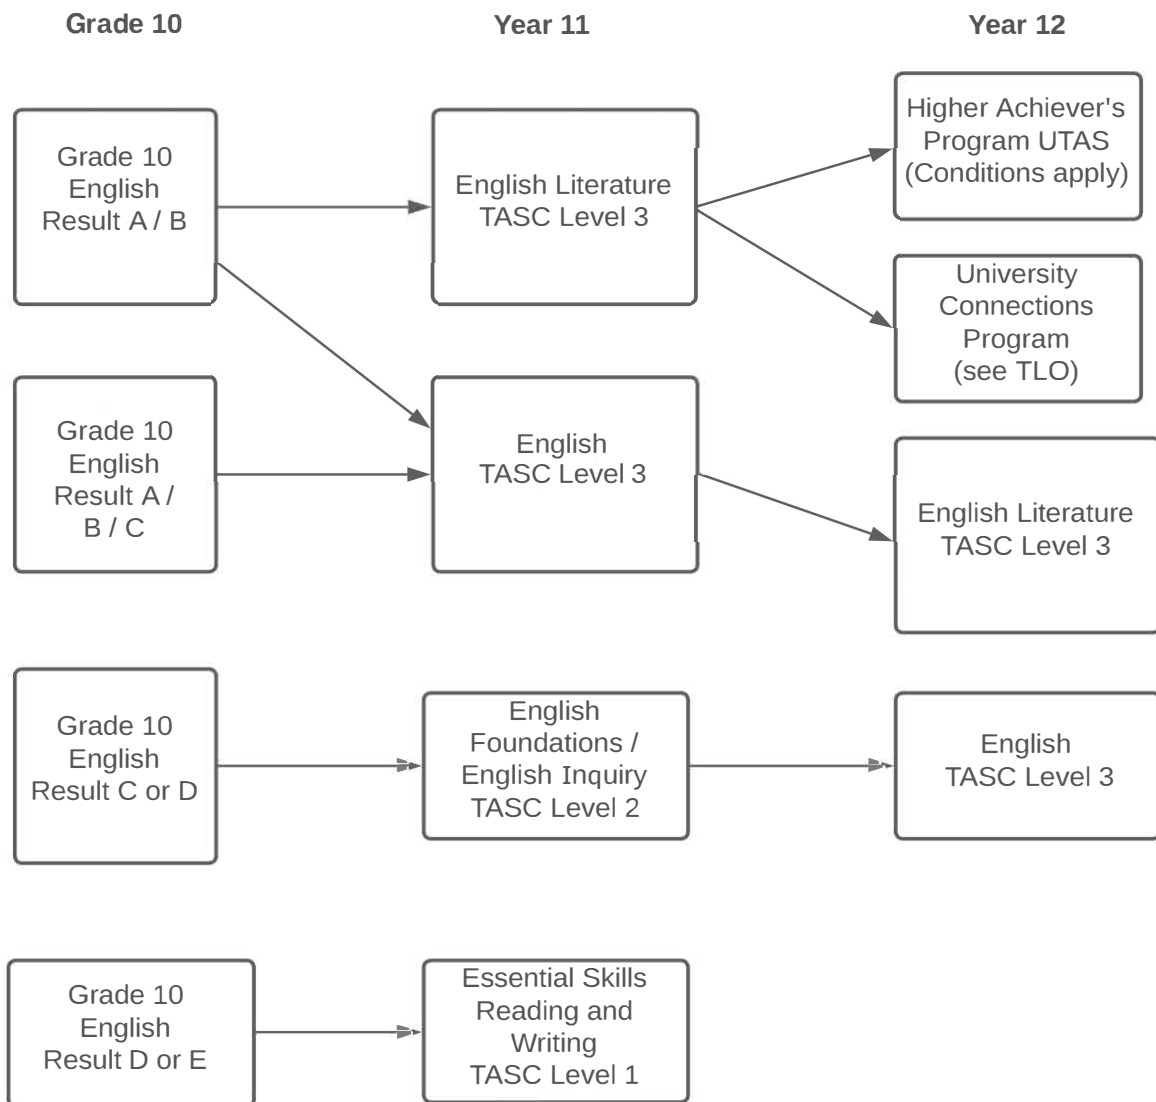 Grade 10
Year 11
Year 12
Grade 10
English
Result A / B
English Literature
TASC Level 3
Higher Achiever's
Program UTAS
(Conditions apply)
University
Connections
Program
(see TLO)
Grade 10
English
Result A /
B / C
English
TASC Level 3
English Literature
TASC Level 3
Grade 10
English
Result C or D
English
Foundations /
English Inquiry
TASC Level 2
English
TASC Level 3
Grade 10
English
Result D or E
Essential Skills
Reading and
Writing
TASC Level 1